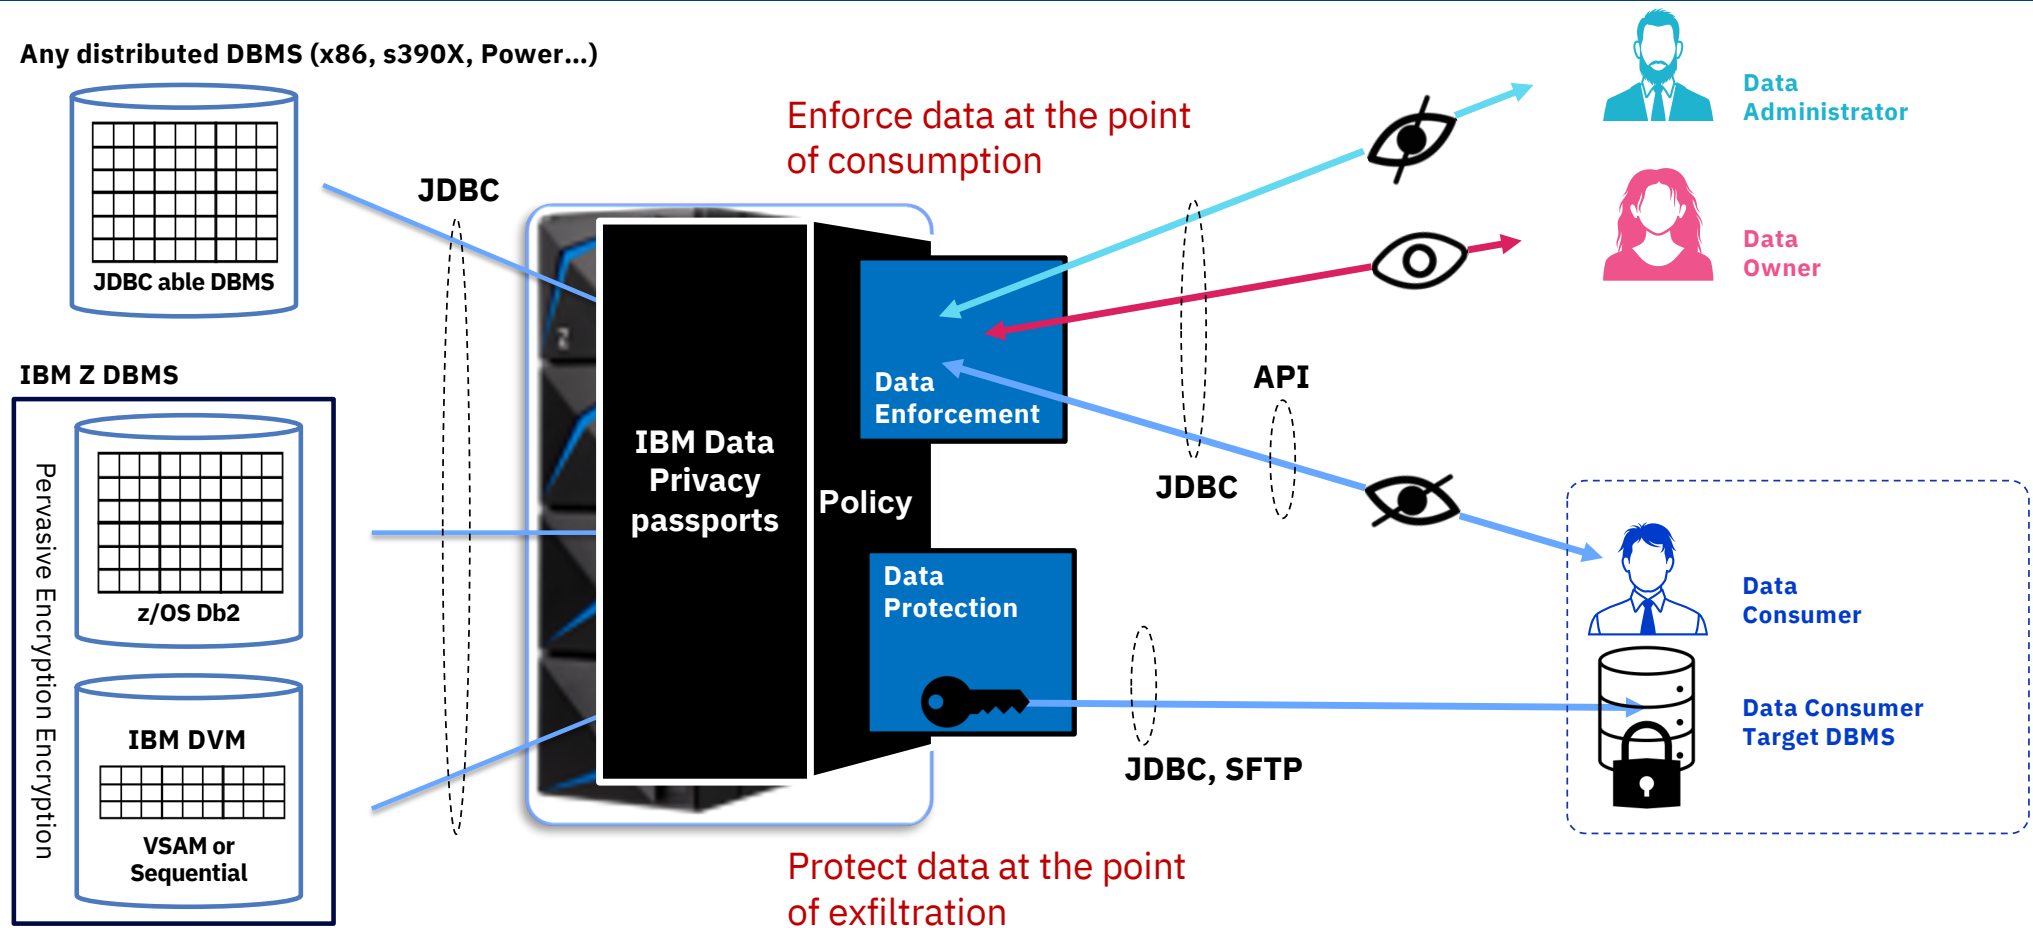 Any distributed DBMS (x86, s390X, Power...)
JDBC able DBMS
IBM Z DBMS
Pervasive Encryption Encryption
z/OS Db2
IBM DVM
VSAM or
Sequential
JDBC
Z
IBM Data
Privacy
passports
Policy
Enforce data at the point
of consumption
Data
Enforcement
Data
Protection
Protect data at the point
of exfiltration
JDBC
API
JDBC, SFTP
Data
Administrator
Data
Owner
Data
Consumer
Data Consumer
Target DBMS